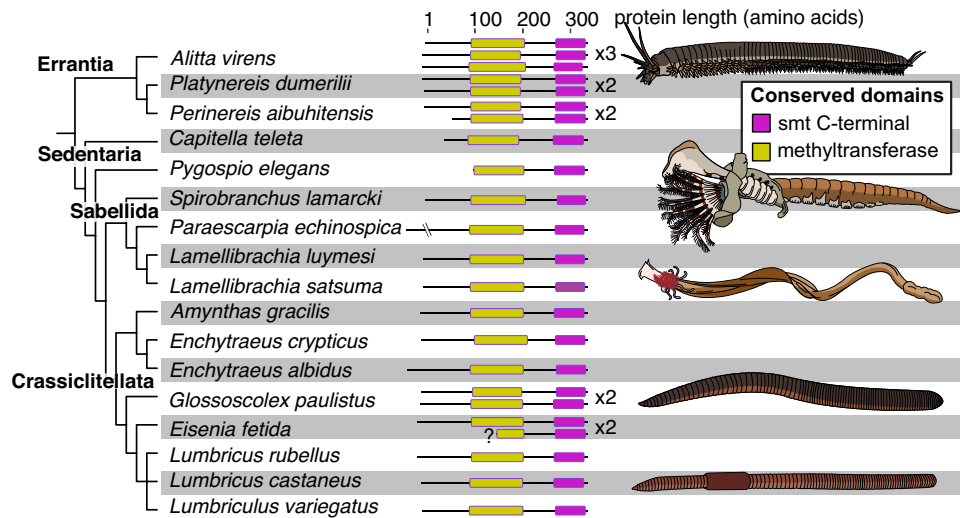 1 100 200 300 protein length (amino acids)
Errantia
Alitta virens x3
Platynereis dumerilii x2
Perinereis aibuhitensis x2
Conserved domains
smt C-terminal
methyltransferase
Capitella teleta
Sedentaria
Pygospio elegans
Spirobranchus lamarcki
Sabellida
Paraescarpia echinospica
Lamellibrachia luymesi
Lamellibrachia satsuma
Amynthas gracilis
Enchytraeus crypticus
Enchytraeus albidus
Crassiclitellata
Glossoscolex paulistus x2
Eisenia fetida x2
?
Lumbricus rubellus
Lumbricus castaneus
Lumbriculus variegatus